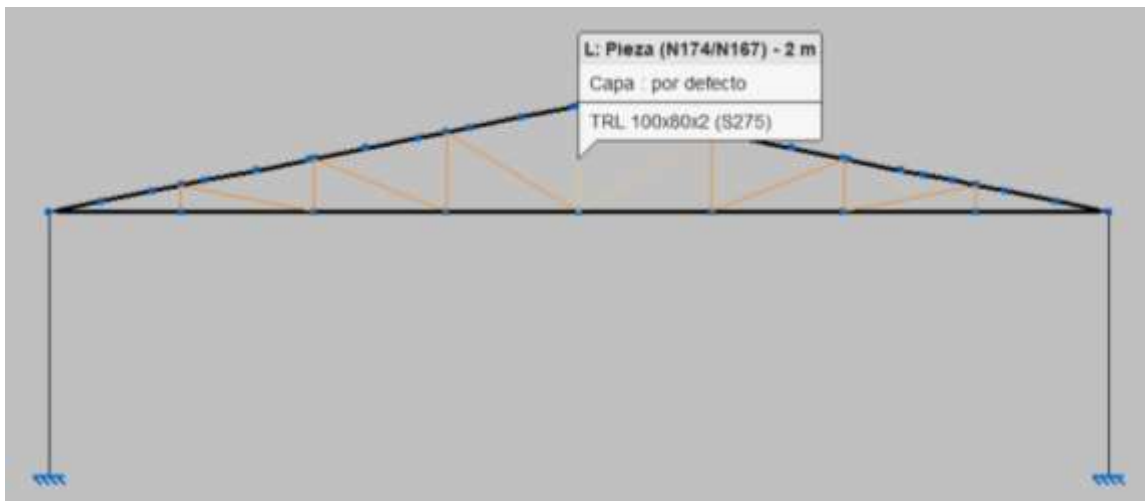 L: Pieza (N174/N167) - 2 m
Capa : por defecto
TRL 100x80x2 (S275)